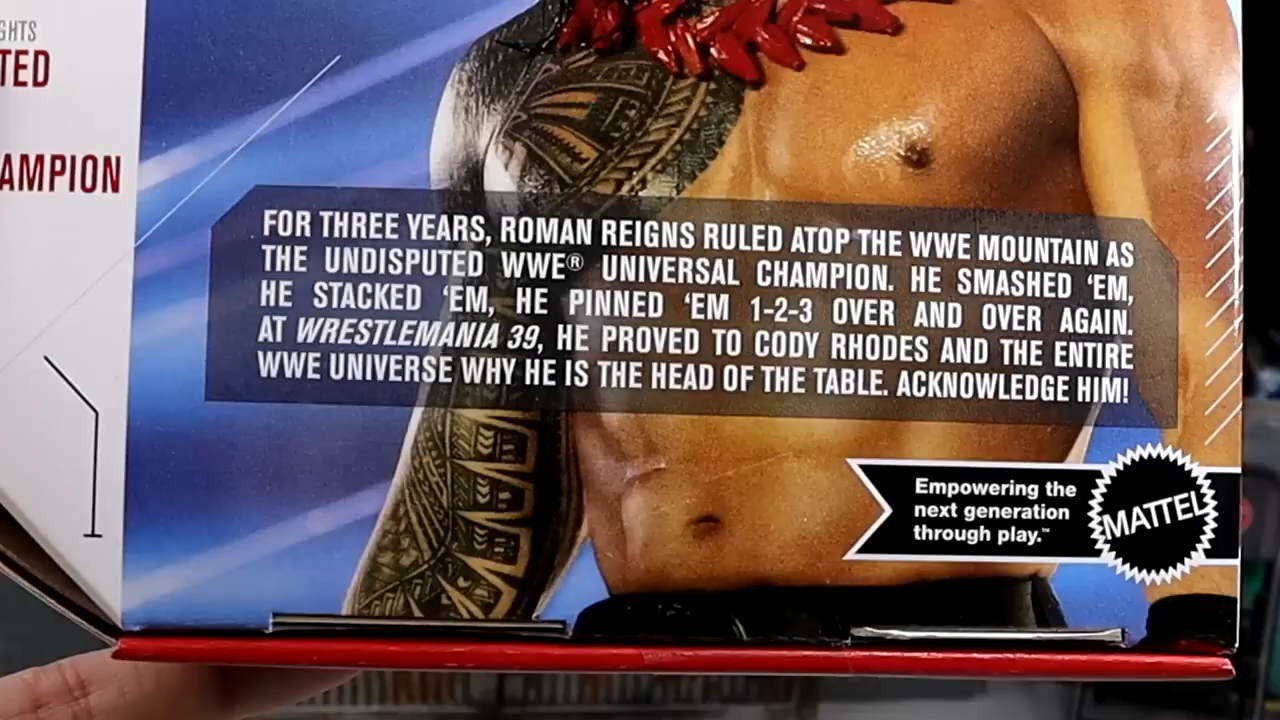 GHTS
TED
AMPION
FOR THREE YEARS, ROMAN REIGNS RULED ATOP THE WWE MOUNTAIN AS
THE UNDISPUTED WWE® UNIVERSAL CHAMPION. HE SMASHED ‘EM,
HE STACKED ‘EM, HE PINNED ‘EM 1-2-3 OVER AND OVER AGAIN.
AT WRESTLEMANIA 39, HE PROVED TO CODY RHODES AND THE ENTIRE
WWE UNIVERSE WHY HE IS THE HEAD OF THE TABLE. ACKNOWLEDGE HIM!
Empowering the
next generation
through play.™
MATTEL